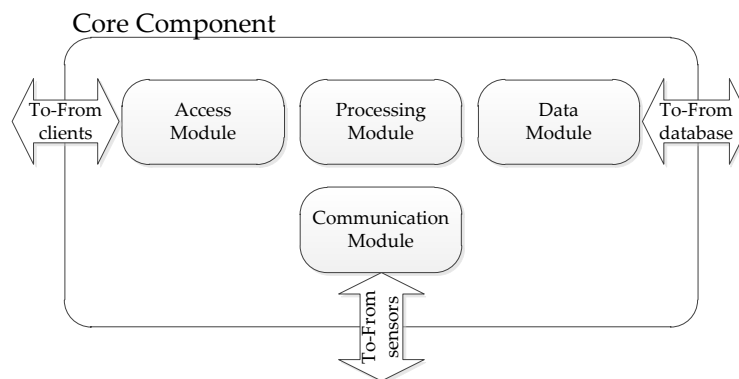 Core Component
To-From
clients
Access
Module
Processing
Module
Data
Module
To-From
database
Communication
Module
To-From
sensors